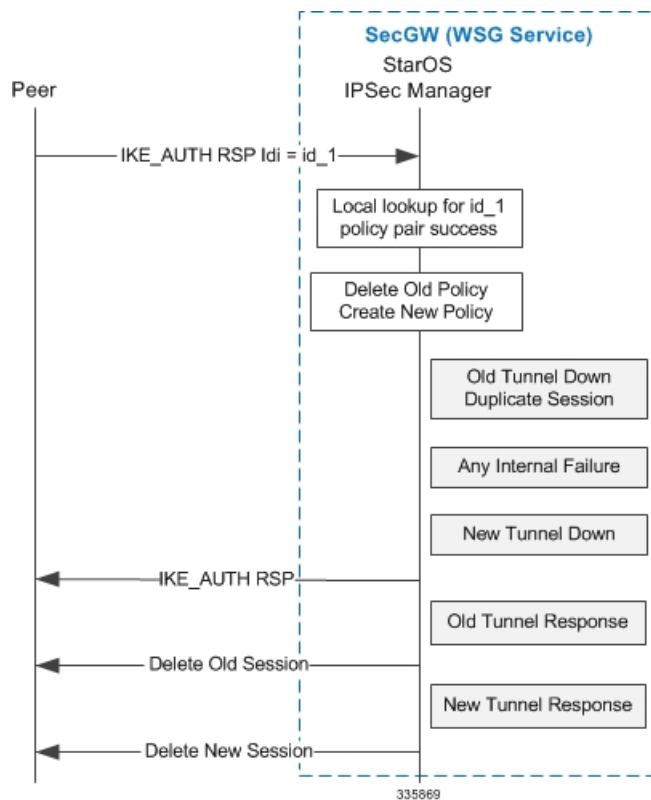 SecGW (WSG Service)
StarOS
IPSec Manager
Peer
IKE_AUTH RSP Idi = id_1
Local lookup for id_1
policy pair success
Delete Old Policy
Create New Policy
Old Tunnel Down
Duplicate Session
Any Internal Failure
New Tunnel Down
IKE_AUTH RSP
Old Tunnel Response
Delete Old Session
New Tunnel Response
Delete New Session
335869